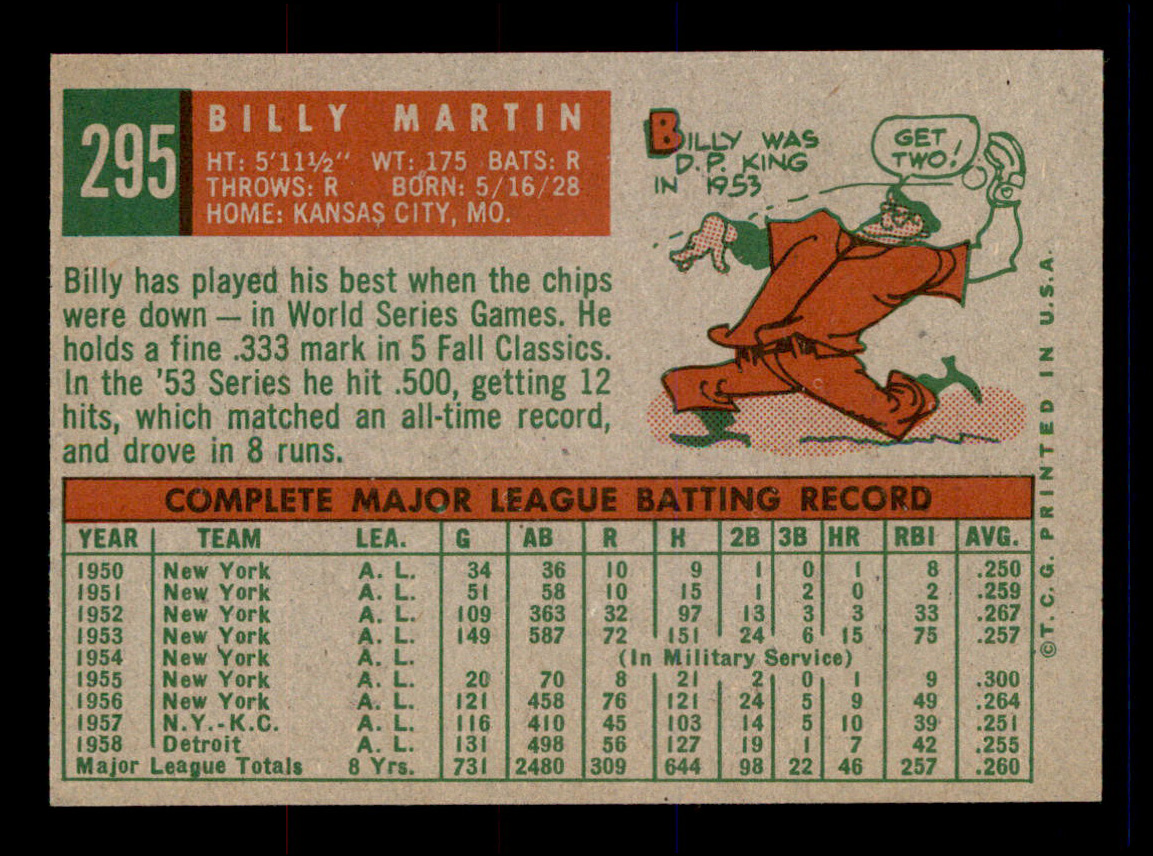 295
BILLY MARTIN
HT: 5'11½" WT: 175 BATS: R
THROWS: R BORN: 5/16/28
HOME: KANSAS CITY, MO.
BILLY WAS
D.P. KING
IN 1953
GET
TWO!
Billy has played his best when the chips
were down — in World Series Games. He
holds a fine .333 mark in 5 Fall Classics.
In the '53 Series he hit .500, getting 12
hits, which matched an all-time record,
and drove in 8 runs.
COMPLETE MAJOR LEAGUE BATTING RECORD
YEAR TEAM LEA. G AB R H 2B 3B HR RBI AVG.
1950 New York A. L. 34 36 10 9 1 0 1 8 .250
1951 New York A. L. 51 58 10 15 1 2 0 2 .259
1952 New York A. L. 109 363 32 97 13 3 3 33 .267
1953 New York A. L. 149 587 72 151 24 6 15 75 .257
1954 New York A. L. (In Military Service)
1955 New York A. L. 20 70 8 21 2 0 1 9 .300
1956 New York A. L. 121 458 76 121 24 5 9 49 .264
1957 N.Y.-K.C. A. L. 116 410 45 103 14 5 10 39 .251
1958 Detroit A. L. 131 498 56 127 19 1 7 42 .255
Major League Totals 8 Yrs. 731 2480 309 644 98 22 46 257 .260
©T. C. G. PRINTED IN U.S.A.